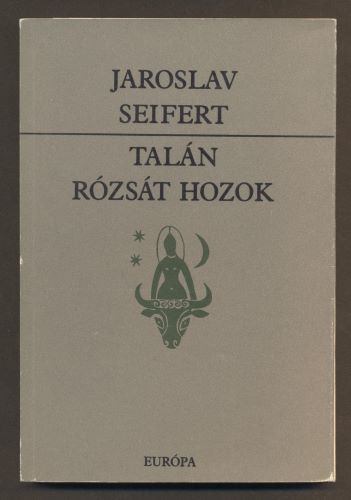 JAROSLAV
SEIFERT
TALÁN
RÓZSÁT HOZOK
EURÓPA